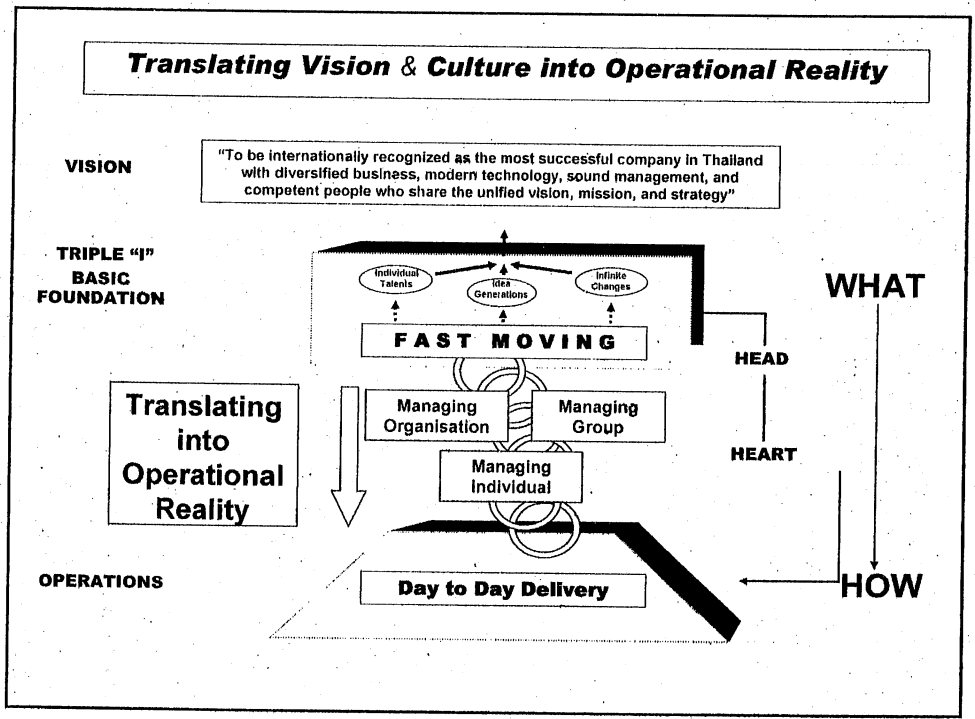 Translating Vision & Culture into Operational Reality
VISION
"To be internationally recognized as the most successful company in Thailand
with diversified business, modern technology, sound management, and
competent people who share the unified vision, mission, and strategy"
TRIPLE "I"
BASIC
FOUNDATION
Individual
Talents
Idea
Generations
Infinite
Changes
WHAT
FAST MOVING
HEAD
Translating
into
Operational
Reality
Managing
Organisation
Managing
Group
HEART
Managing
Individual
OPERATIONS
Day to Day Delivery
HOW